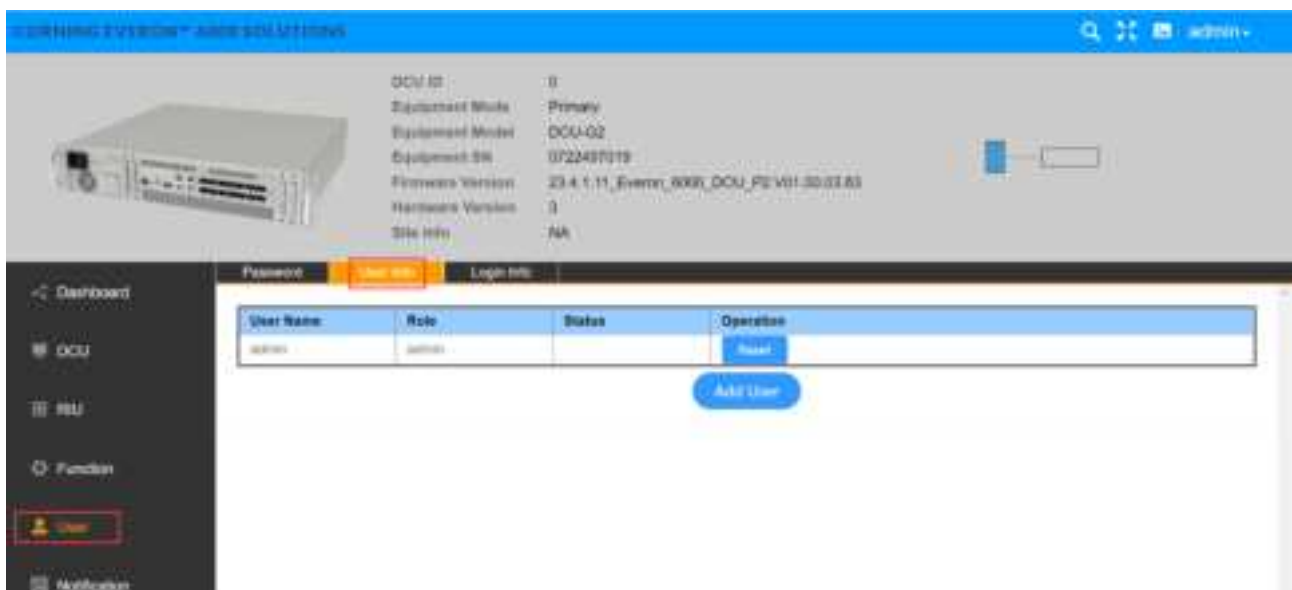 CORNING EVERON™ 6000 SOLUTIONS
admin
DCU ID 0
Equipment Mode Primary
Equipment Model DCU-G2
Equipment SN
Firmware Version
Hardware Version 3
Site Info NA
Password User Info Login Info
Dashboard
DCU
RIU
Function
User
Notification
User Name Role Status Operation
admin admin Reset
Add User